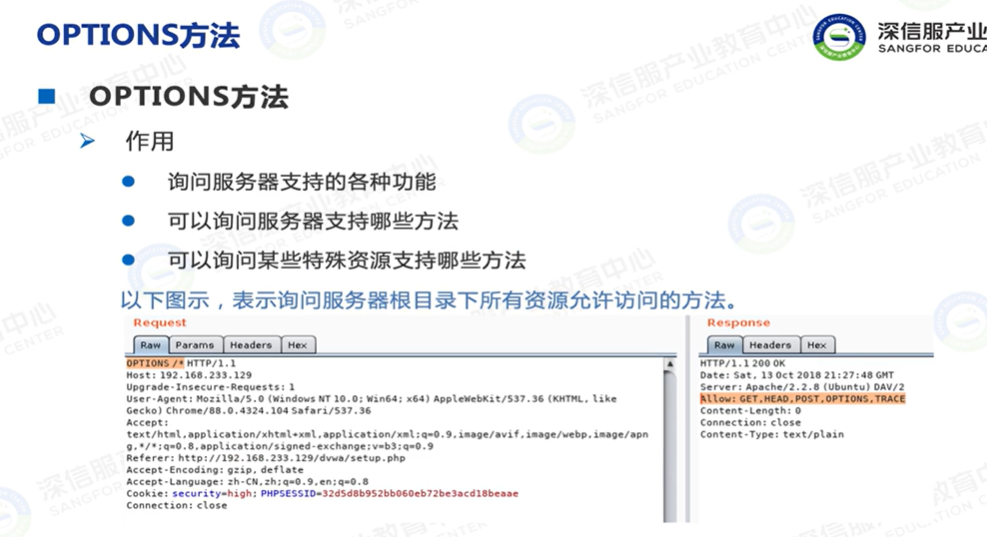 OPTIONS方法
深信服产业
SANGFOR EDUCA
OPTIONS方法
作用
询问服务器支持的各种功能
可以询问服务器支持哪些方法
可以询问某些特殊资源支持哪些方法
以下图示，表示询问服务器根目录下所有资源允许访问的方法。
Request
Raw Params Headers Hex
OPTIONS /* HTTP/1.1
Host: 192.168.233.129
Upgrade-Insecure-Requests: 1
User-Agent: Mozilla/5.0 (Windows NT 10.0; Win64; x64) AppleWebKit/537.36 (KHTML, like
Gecko) Chrome/88.0.4324.104 Safari/537.36
Accept:
text/html,application/xhtml+xml,application/xml;q=0.9,image/avif,image/webp,image/apn
g,*/*;q=0.8,application/signed-exchange;v=b3;q=0.9
Referer: http://192.168.233.129/dvwa/setup.php
Accept-Encoding: gzip, deflate
Accept-Language: zh-CN,zh;q=0.9,en;q=0.8
Cookie: security=high; PHPSESSID=32d5d8b952bb060eb72be3acd18beaae
Connection: close
Response
Raw Headers Hex
HTTP/1.1 200 OK
Date: Sat, 13 Oct 2018 21:27:48 GMT
Server: Apache/2.2.8 (Ubuntu) DAV/2
Allow: GET,HEAD,POST,OPTIONS,TRACE
Content-Length: 0
Connection: close
Content-Type: text/plain